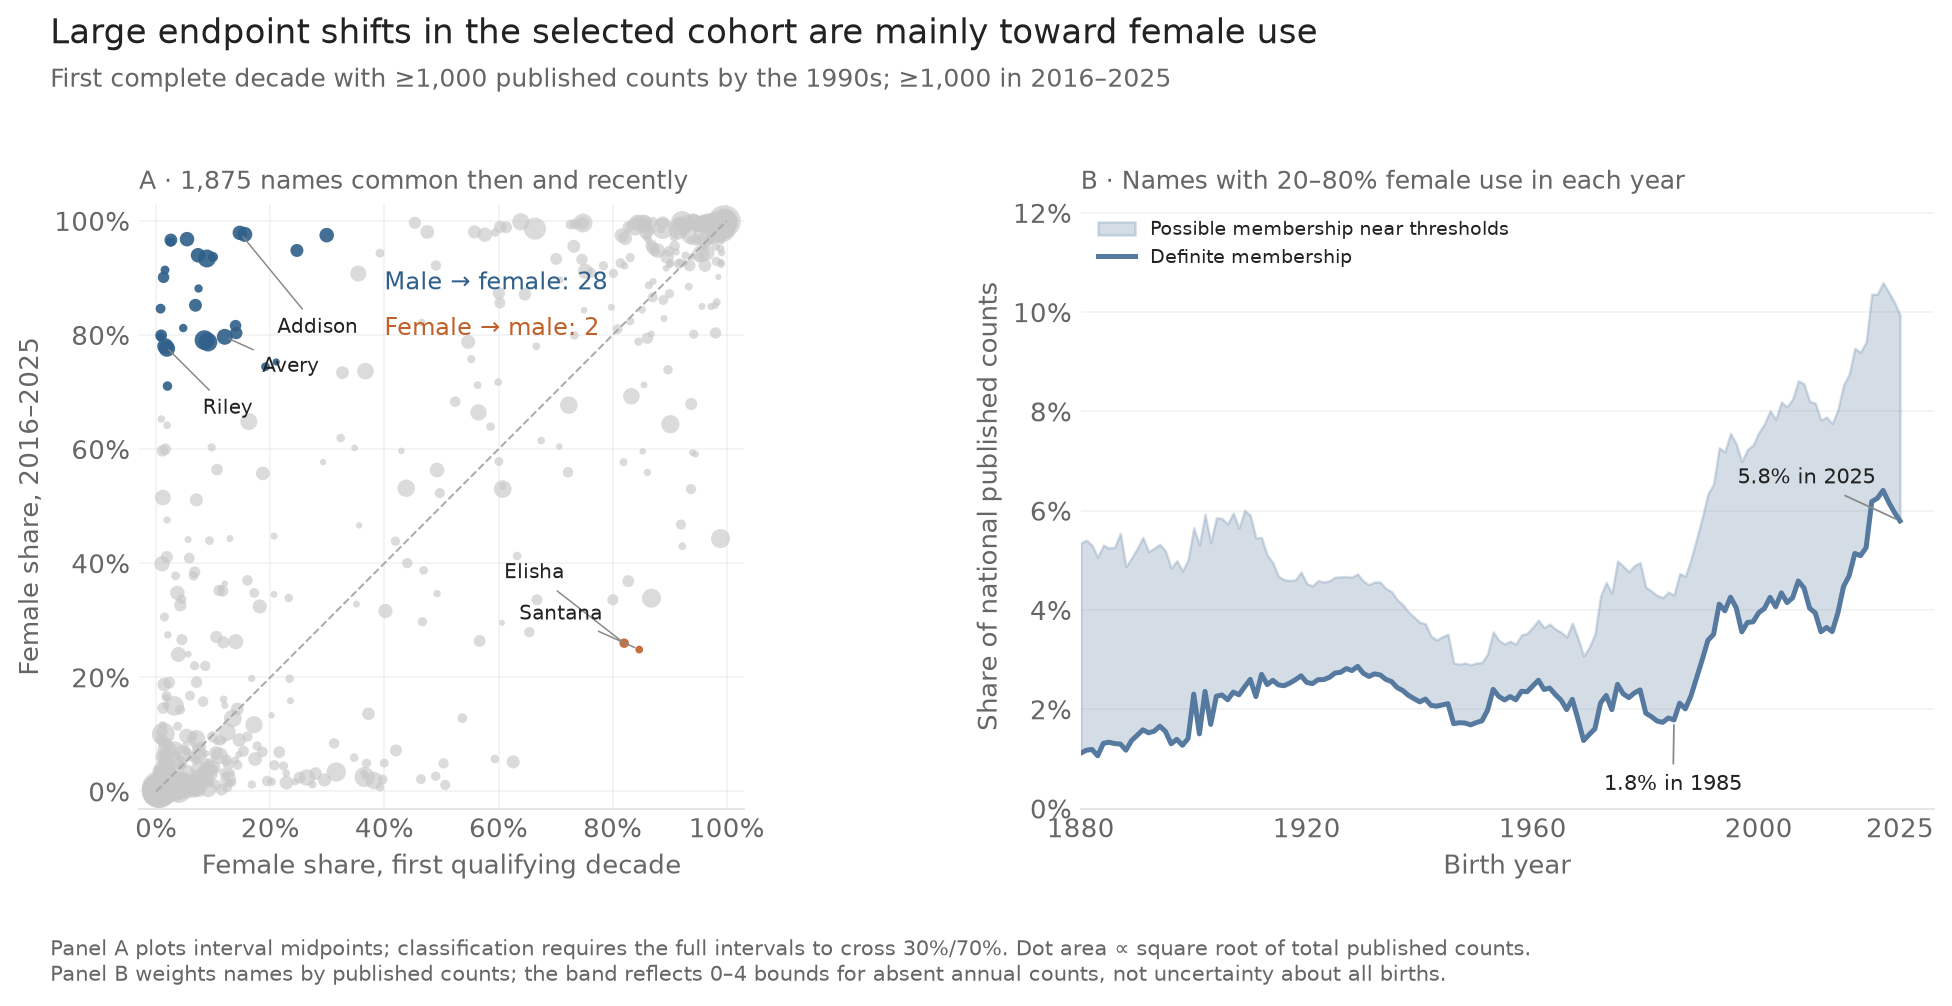 Large endpoint shifts in the selected cohort are mainly toward female use
First complete decade with ≥1,000 published counts by the 1990s; ≥1,000 in 2016–2025
A · 1,875 names common then and recently
Female share, 2016–2025
100%
80%
60%
40%
20%
0%
Male → female: 28
Female → male: 2
Addison
Avery
Riley
Elisha
Santana
0%
20%
40%
60%
80%
100%
Female share, first qualifying decade
B · Names with 20–80% female use in each year
Share of national published counts
12%
10%
8%
6%
4%
2%
0%
Possible membership near thresholds
Definite membership
5.8% in 2025
1.8% in 1985
1880
1920
1960
2000
2025
Birth year
Panel A plots interval midpoints; classification requires the full intervals to cross 30%/70%. Dot area ∝ square root of total published counts.
Panel B weights names by published counts; the band reflects 0–4 bounds for absent annual counts, not uncertainty about all births.